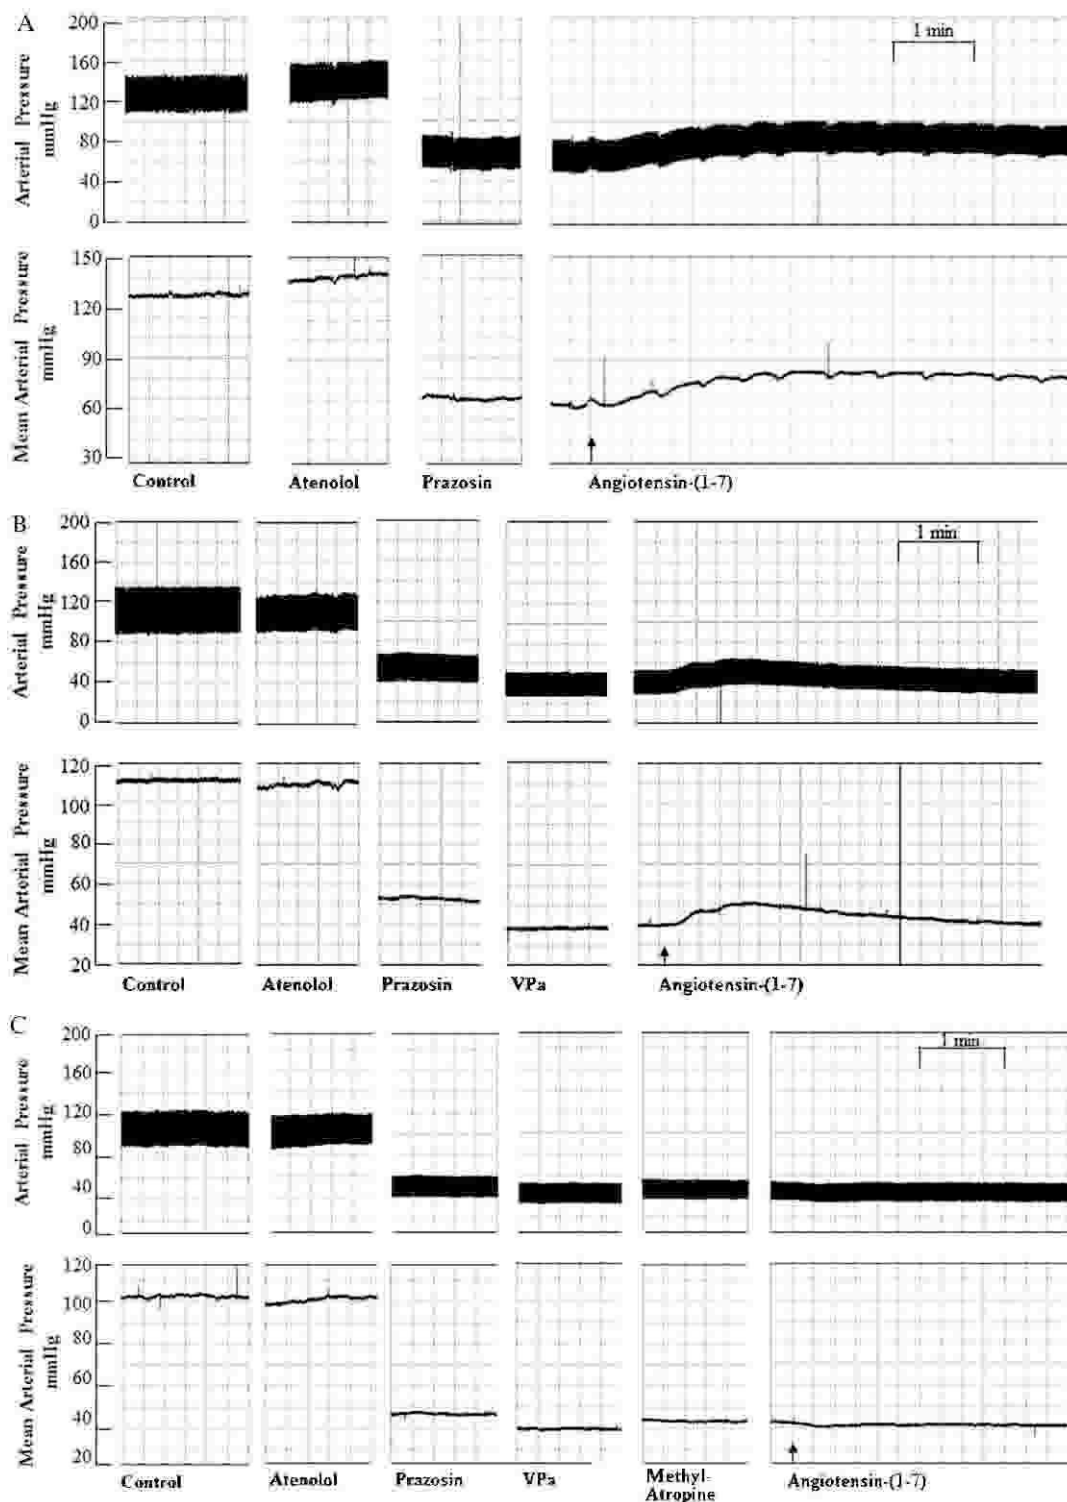 A
Arterial Pressure
mmHg
200
160
120
80
40
0
1 min
Mean Arterial Pressure
mmHg
150
120
90
60
30
Control
Atenolol
Prazosin
Angiotensin-(1-7)
B
Arterial Pressure
mmHg
200
160
120
80
40
0
1 min
Mean Arterial Pressure
mmHg
120
100
80
60
40
20
Control
Atenolol
Prazosin
VPa
Angiotensin-(1-7)
C
Arterial Pressure
mmHg
200
160
120
80
40
0
1 min
Mean Arterial Pressure
mmHg
120
100
80
60
40
20
Control
Atenolol
Prazosin
VPa
Methyl-
Atropine
Angiotensin-(1-7)